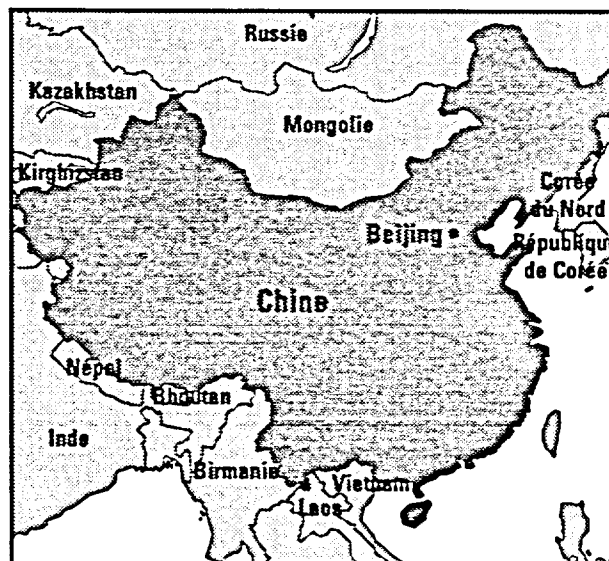 Russie
Kazakhstan
Mongolie
Kirghizstan
Corée
du Nord
Beijing
République
de Corée
Chine
Népal
Bhoutan
Inde
Birmanie
Vietnam
Laos